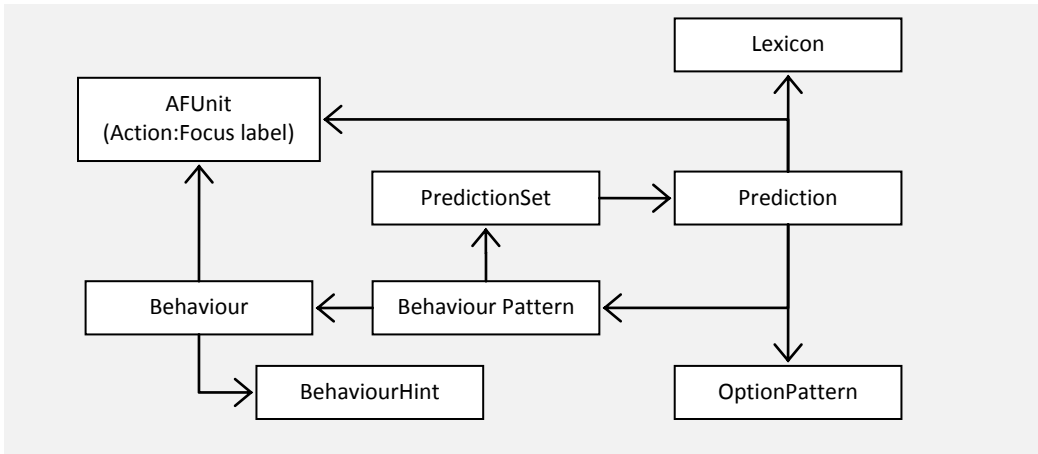 Lexicon
AFUnit
(Action:Focus label)
PredictionSet
Prediction
Behaviour
Behaviour Pattern
BehaviourHint
OptionPattern